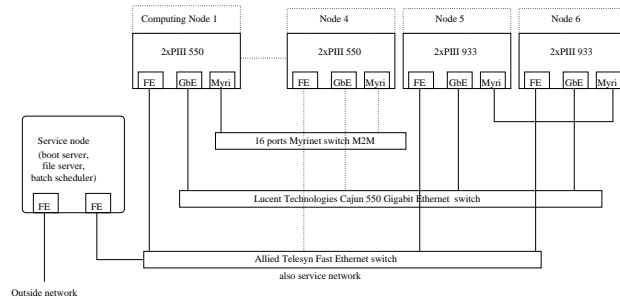 Computing Node 1
Node 4
Node 5
Node 6
2xPIII 550
2xPIII 550
2xPIII 933
2xPIII 933
FE
GbE
Myri
FE
GbE
Myri
FE
GbE
Myri
FE
GbE
Myri
16 ports Myrinet switch M2M
Service node
(boot server,
file server,
batch scheduler)
FE
FE
Lucent Technologies Cajun 550 Gigabit Ethernet switch
Allied Telesyn Fast Ethernet switch
also service network
Outside network